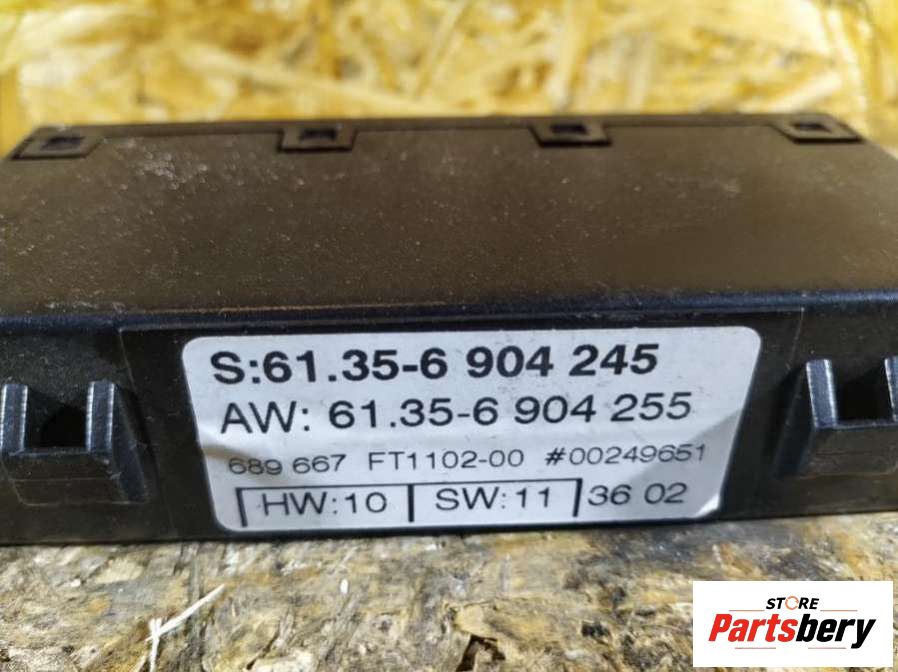 S:61.35-6 904 245
AW: 61.35-6 904 255
689 667 FT1102-00 #00249651
HW:10 SW:11 36 02
STORE
Partsbery